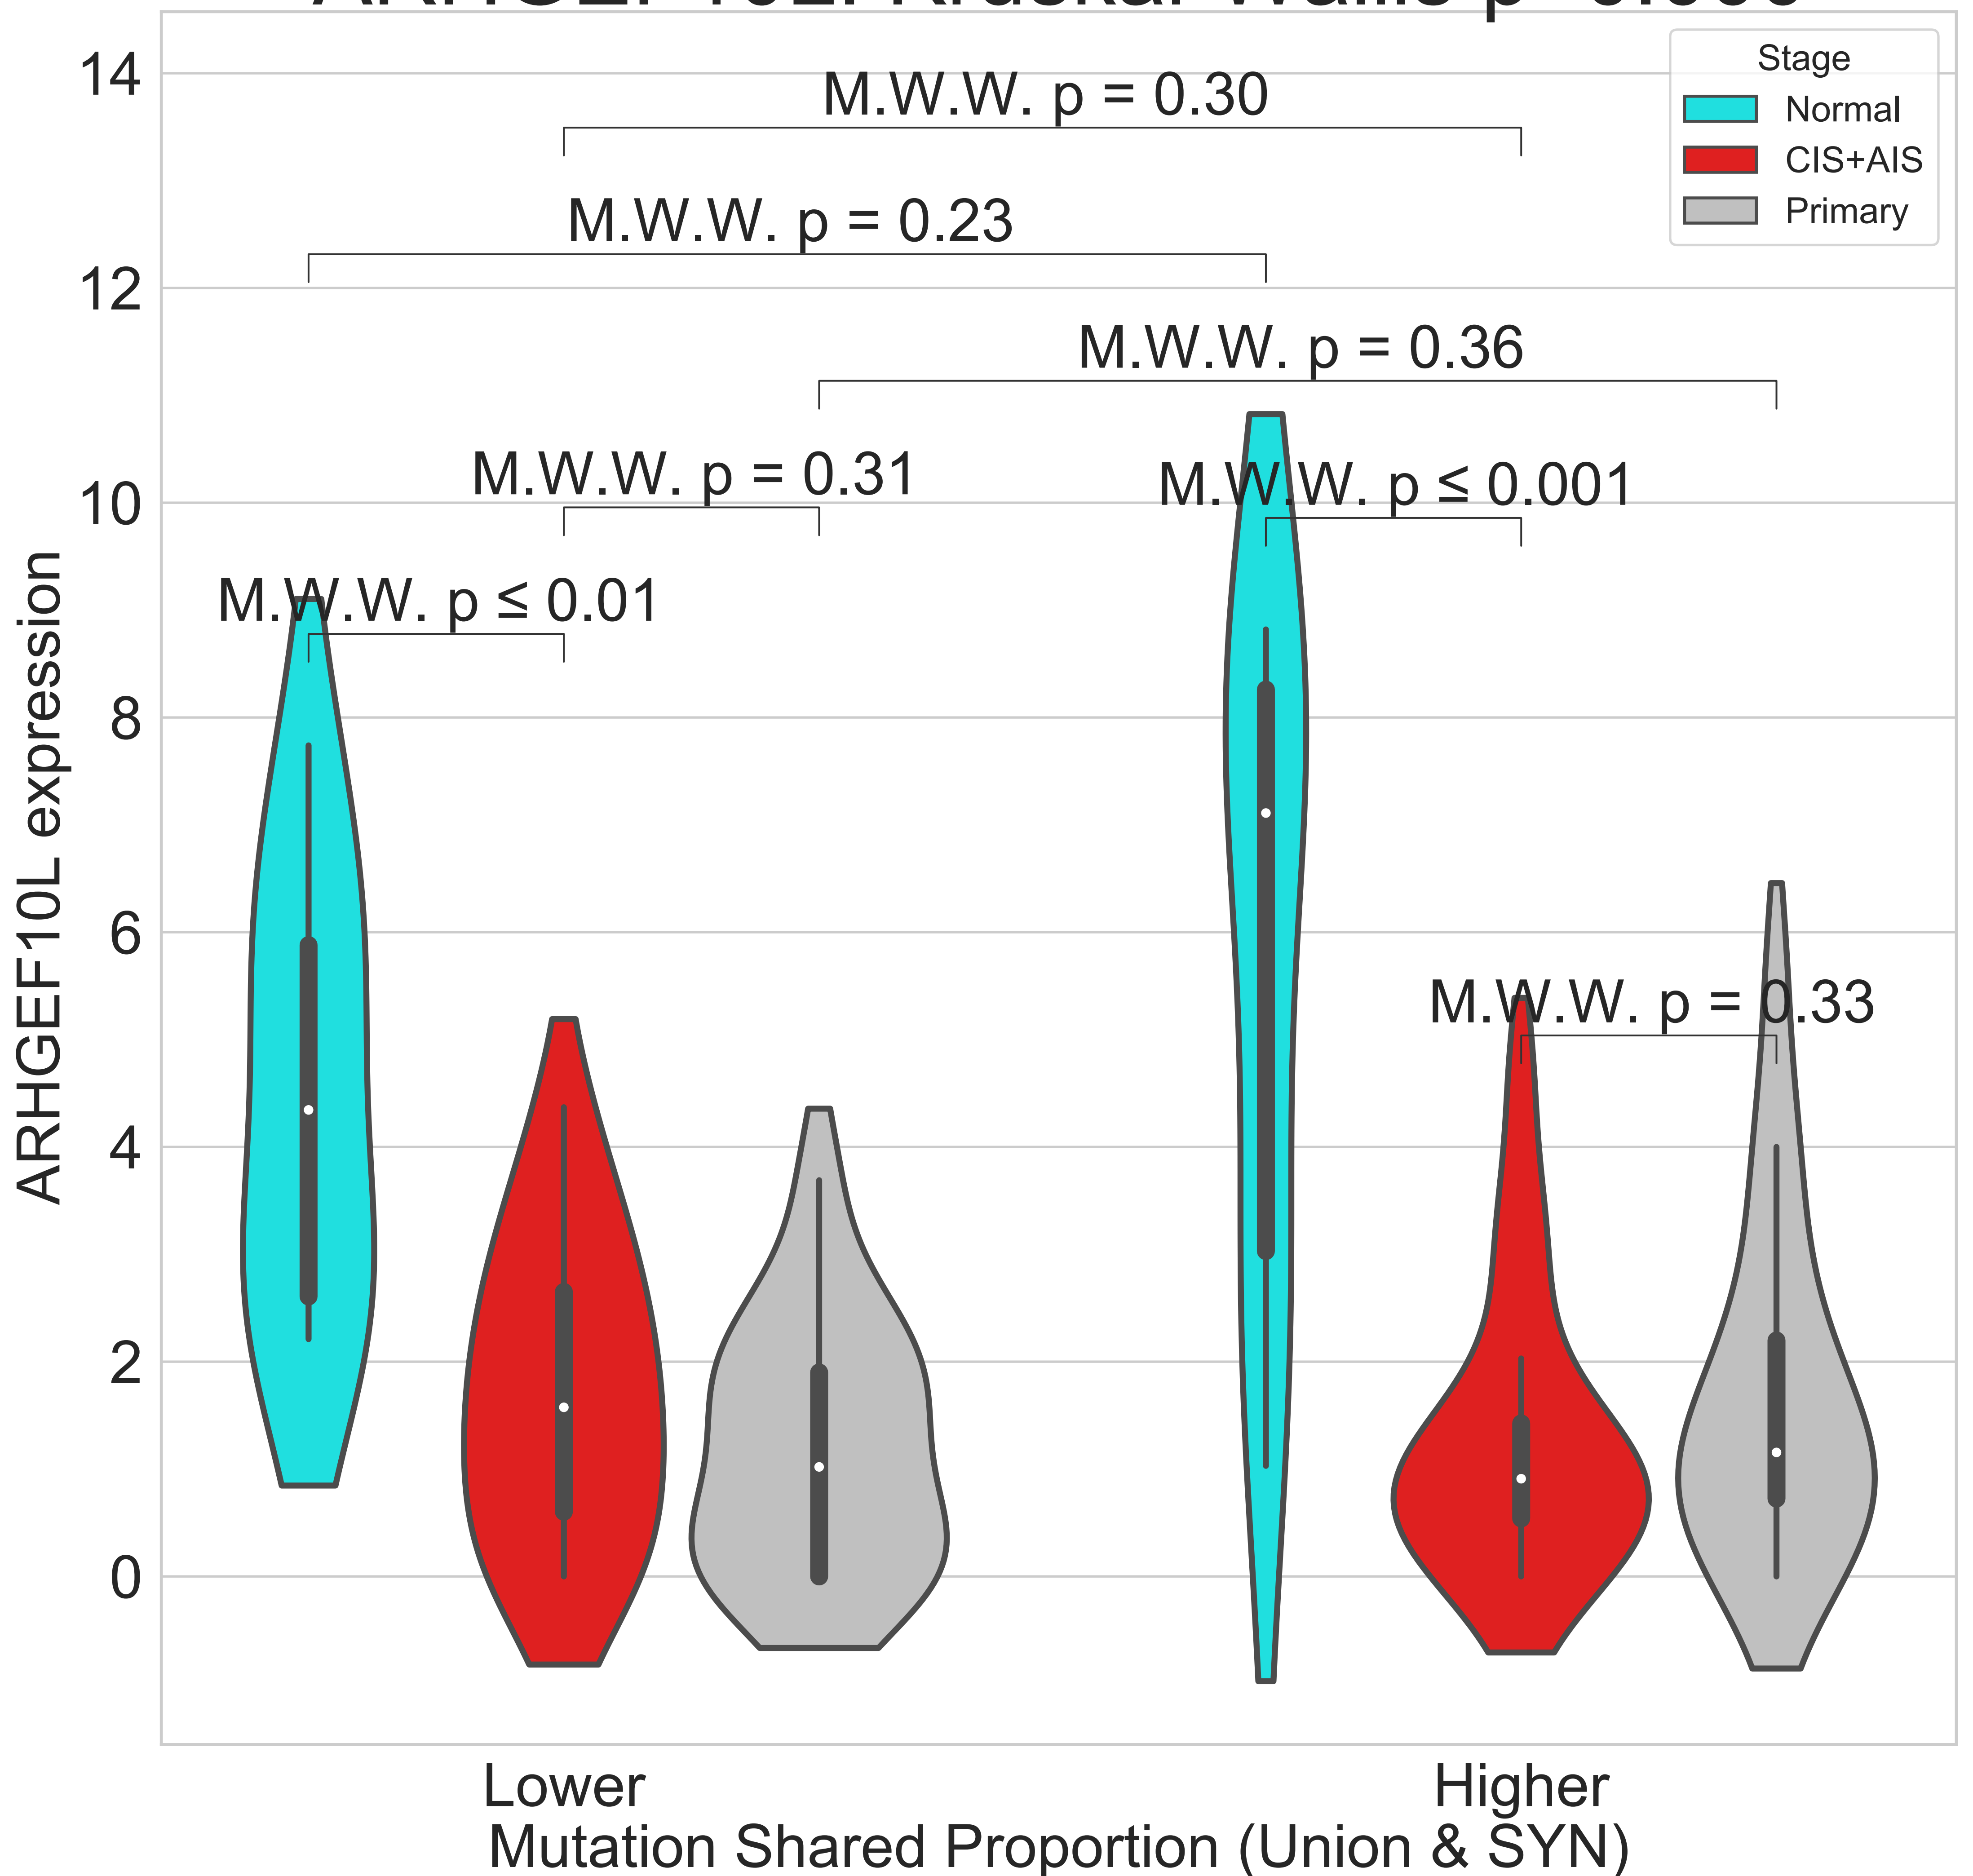 14
12
10
8
6
4
2
0
ARHGEF10L expression
M.W.W. p = 0.30
M.W.W. p = 0.23
M.W.W. p = 0.36
M.W.W. p = 0.31
M.W.W. p ≤ 0.001
M.W.W. p ≤ 0.01
M.W.W. p = 0.33
Stage
Normal
CIS+AIS
Primary
Lower
Higher
Mutation Shared Proportion (Union & SYN)